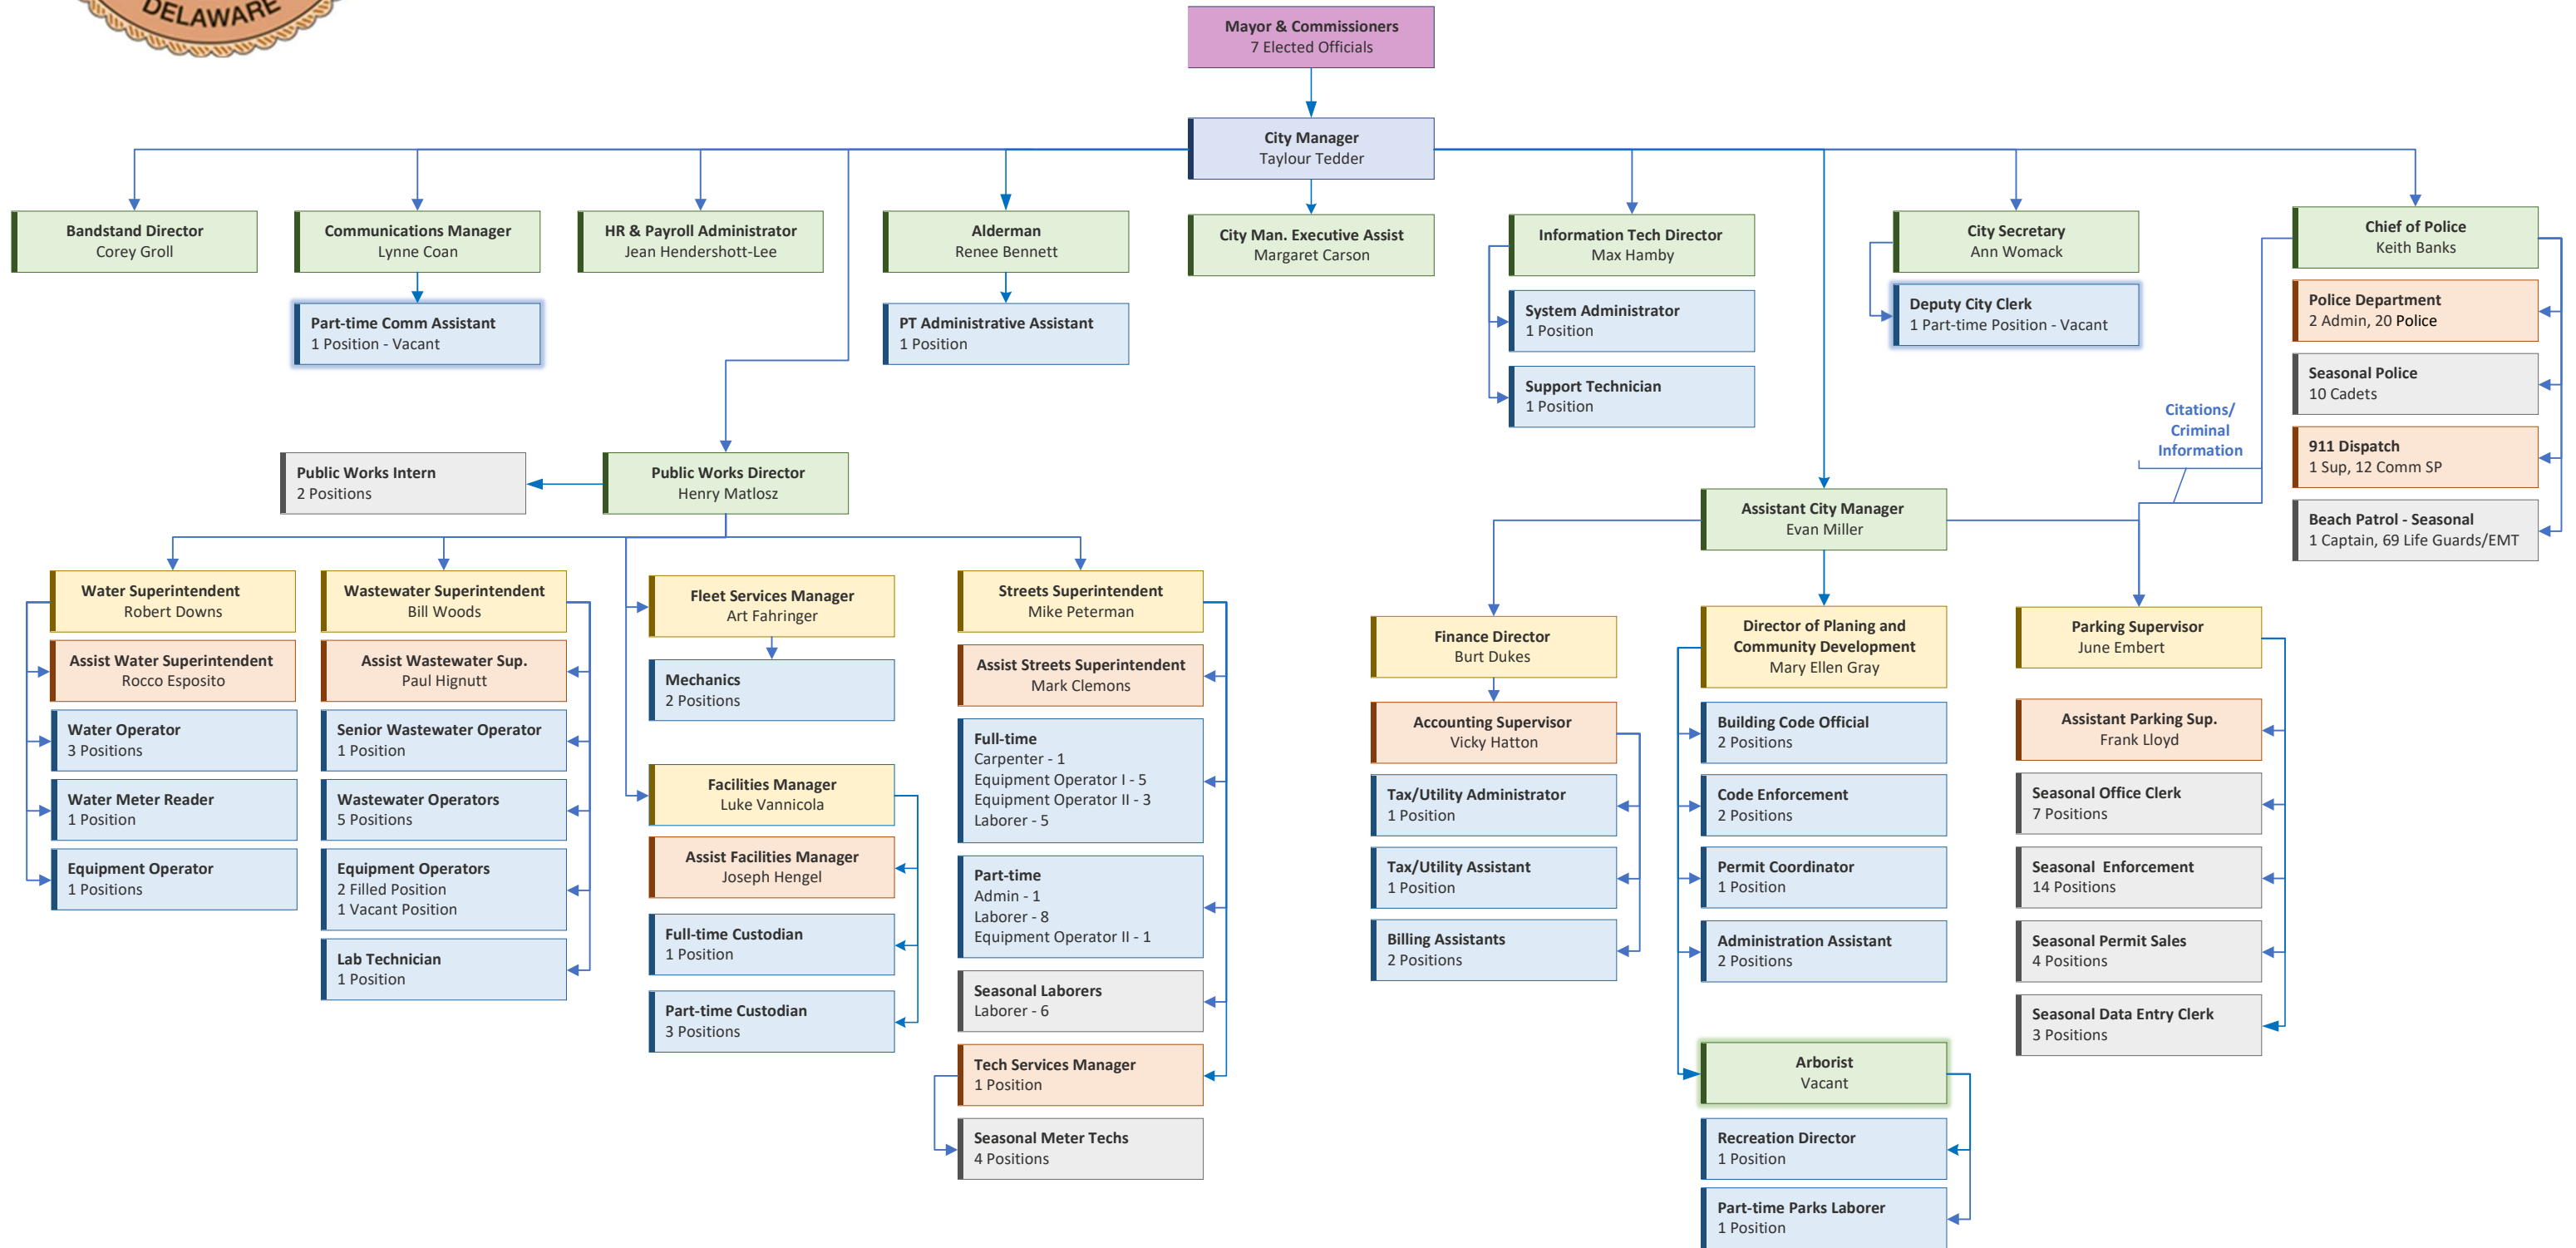 DELAWARE
Mayor & Commissioners
7 Elected Officials
City Manager
Taylour Tedder
Bandstand Director
Corey Groll
Communications Manager
Lynne Coan
Part-time Comm Assistant
1 Position - Vacant
HR & Payroll Administrator
Jean Hendershott-Lee
Alderman
Renee Bennett
PT Administrative Assistant
1 Position
City Man. Executive Assist
Margaret Carson
Information Tech Director
Max Hamby
System Administrator
1 Position
Support Technician
1 Position
City Secretary
Ann Womack
Deputy City Clerk
1 Part-time Position - Vacant
Chief of Police
Keith Banks
Police Department
2 Admin, 20 Police
Seasonal Police
10 Cadets
911 Dispatch
1 Sup, 12 Comm SP
Beach Patrol - Seasonal
1 Captain, 69 Life Guards/EMT
Citations/
Criminal
Information
Public Works Intern
2 Positions
Public Works Director
Henry Matlosz
Water Superintendent
Robert Downs
Assist Water Superintendent
Rocco Esposito
Water Operator
3 Positions
Water Meter Reader
1 Position
Equipment Operator
1 Positions
Wastewater Superintendent
Bill Woods
Assist Wastewater Sup.
Paul Hignutt
Senior Wastewater Operator
1 Position
Wastewater Operators
5 Positions
Equipment Operators
2 Filled Position
1 Vacant Position
Lab Technician
1 Position
Fleet Services Manager
Art Fahringer
Mechanics
2 Positions
Facilities Manager
Luke Vannicola
Assist Facilities Manager
Joseph Hengel
Full-time Custodian
1 Position
Part-time Custodian
3 Positions
Streets Superintendent
Mike Peterman
Assist Streets Superintendent
Mark Clemons
Full-time
Carpenter - 1
Equipment Operator I - 5
Equipment Operator II - 3
Laborer - 5
Part-time
Admin - 1
Laborer - 8
Equipment Operator II - 1
Seasonal Laborers
Laborer - 6
Tech Services Manager
1 Position
Seasonal Meter Techs
4 Positions
Assistant City Manager
Evan Miller
Finance Director
Burt Dukes
Accounting Supervisor
Vicky Hatton
Tax/Utility Administrator
1 Position
Tax/Utility Assistant
1 Position
Billing Assistants
2 Positions
Director of Planing and
Community Development
Mary Ellen Gray
Building Code Official
2 Positions
Code Enforcement
2 Positions
Permit Coordinator
1 Position
Administration Assistant
2 Positions
Arborist
Vacant
Recreation Director
1 Position
Part-time Parks Laborer
1 Position
Parking Supervisor
June Embert
Assistant Parking Sup.
Frank Lloyd
Seasonal Office Clerk
7 Positions
Seasonal  Enforcement
14 Positions
Seasonal Permit Sales
4 Positions
Seasonal Data Entry Clerk
3 Positions